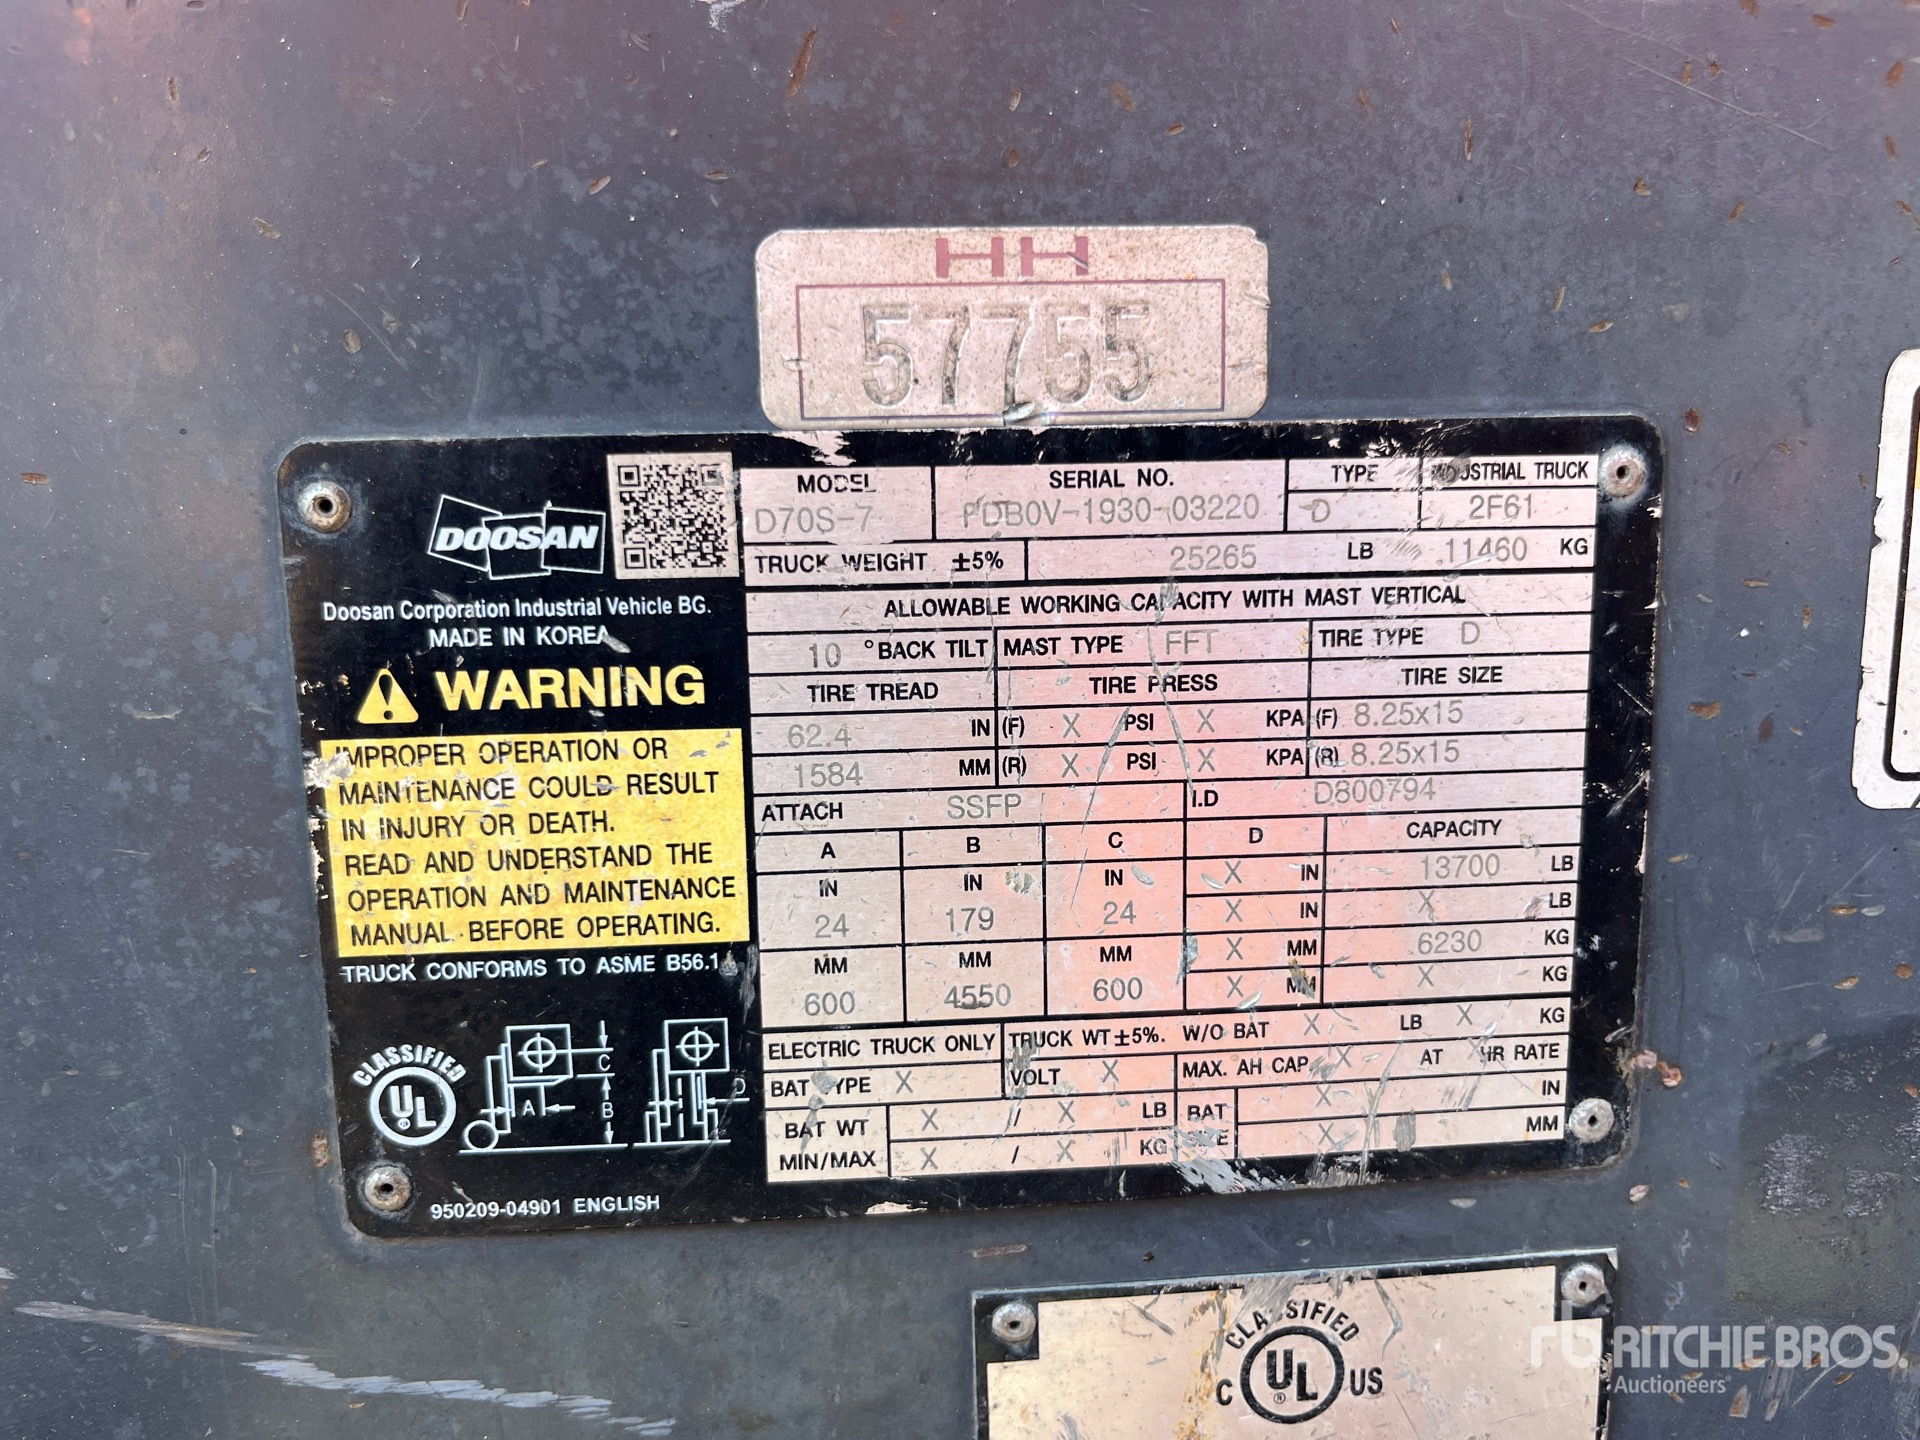 HH
57755
DOOSAN
Doosan Corporation Industrial Vehicle BG.
MADE IN KOREA
WARNING
IMPROPER OPERATION OR
MAINTENANCE COULD RESULT
IN INJURY OR DEATH.
READ AND UNDERSTAND THE
OPERATION AND MAINTENANCE
MANUAL BEFORE OPERATING.
TRUCK CONFORMS TO ASME B56.1
CLASSIFIED
UL
®
A B C D
950209-04901 ENGLISH
MODEL SERIAL NO. TYPE INDUSTRIAL TRUCK
D70S-7 FDB0V-1930-03220 D 2F61
TRUCK WEIGHT ±5% 25265 LB 11460 KG
ALLOWABLE WORKING CAPACITY WITH MAST VERTICAL
10 °BACK TILT MAST TYPE FFT TIRE TYPE D
TIRE TREAD TIRE PRESS TIRE SIZE
62.4 IN (F) X PSI X KPA (F) 8.25x15
1584 MM (R) X PSI X KPA (R) 8.25x15
ATTACH SSFP I.D D800794
A B C D CAPACITY
IN IN IN X IN 13700 LB
24 179 24 X IN X LB
MM MM MM X MM 6230 KG
600 4550 600 X MM X KG
ELECTRIC TRUCK ONLY TRUCK WT ±5%. W/O BAT X LB X KG
BAT TYPE X VOLT X MAX. AH CAP. X AT X HR RATE
BAT WT X / X LB BAT X IN
MIN/MAX X / X KG SIZE X MM
CLASSIFIED
C UL US
®
rb RITCHIE BROS.
Auctioneers